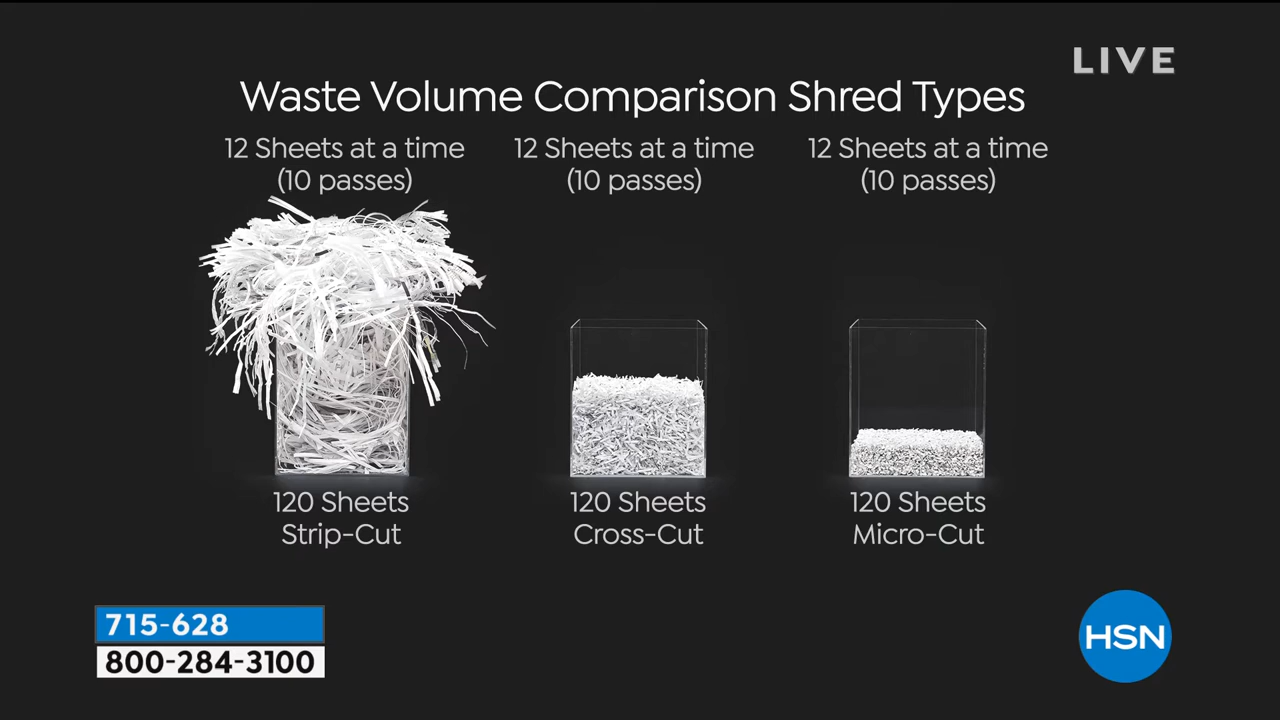 LIVE
Waste Volume Comparison Shred Types
12 Sheets at a time
(10 passes)
12 Sheets at a time
(10 passes)
12 Sheets at a time
(10 passes)
120 Sheets
Strip-Cut
120 Sheets
Cross-Cut
120 Sheets
Micro-Cut
715-628
800-284-3100
HSN